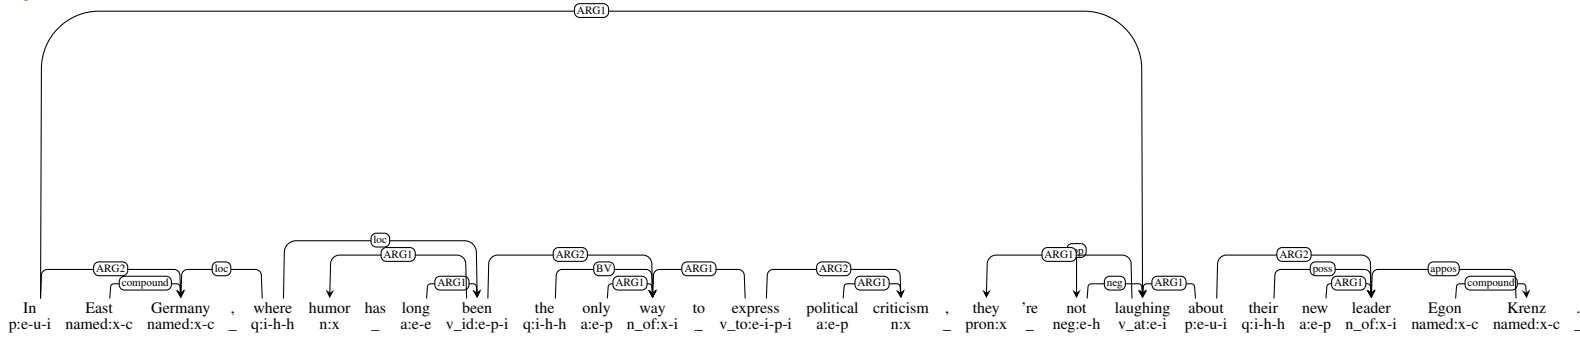 ARG1
loc
ARG1
ARG2 loc ARG2 BV ARG1 ARG2 ARG1 ARG2 poss appos
compound ARG1 ARG1 ARG1 neg ARG1 ARG1 compound
In East Germany , where humor has long been the only way to express political criticism , they 're not laughing about their new leader Egon Krenz .
p:e-u-i named:x-c named:x-c _ q:i-h-h n:x _ a:e-e v_id:e-p-i q:i-h-h a:e-p n_of:x-i _ v_to:e-i-p-i a:e-p n:x _ pron:x _ neg:e-h v_at:e-i p:e-u-i q:i-h-h a:e-p n_of:x-i named:x-c named:x-c _